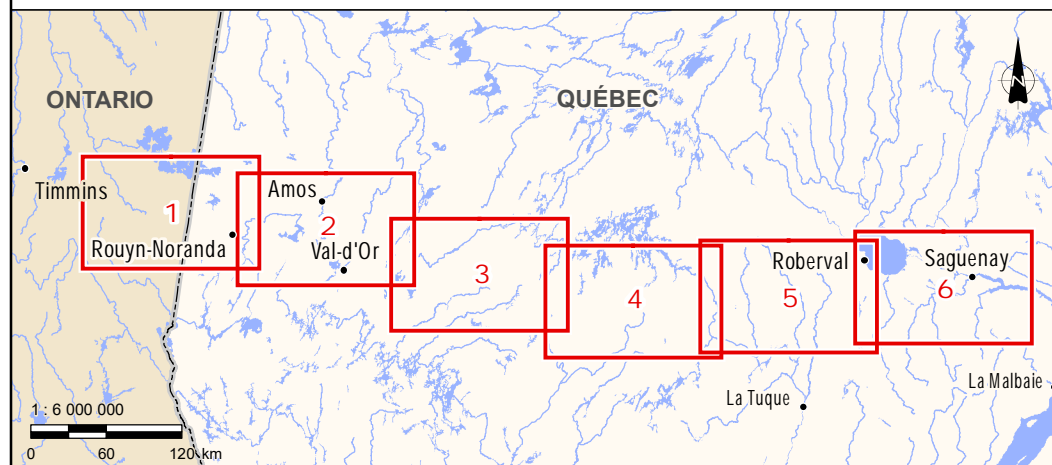 ONTARIO
QUÉBEC
N
Timmins
1
Amos
2
Rouyn-Noranda
Val-d'Or
3
4
5
Roberval
Saguenay
6
La Tuque
La Malbaie
1 : 6 000 000
0 60 120 km